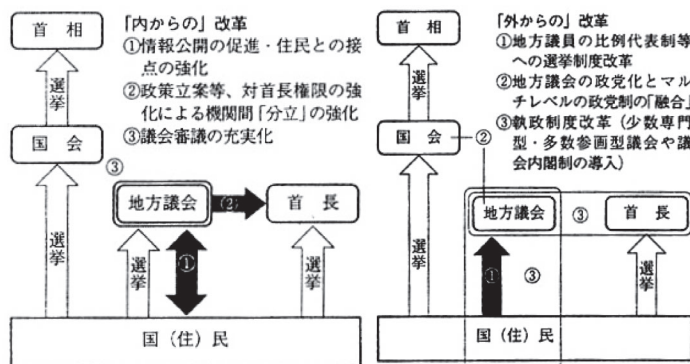 首相
「内からの」改革
①情報公開の促進・住民との接
点の強化
②政策立案等、対首長権限の強
化による機関間「分立」の強化
③議会審議の充実化
選挙
国会
③
地方議会
②
首長
選挙
選挙
①
選挙
国(住)民
首相
「外からの」改革
①地方議員の比例代表制等
への選挙制度改革
②地方議会の政党化とマル
チレベルの政党制の「融合」
③執政制度改革(少数専門
型・多数参画型議会や議
会内閣制の導入)
選挙
国会
②
地方議会
③
首長
選挙
①
③
選挙
国(住)民